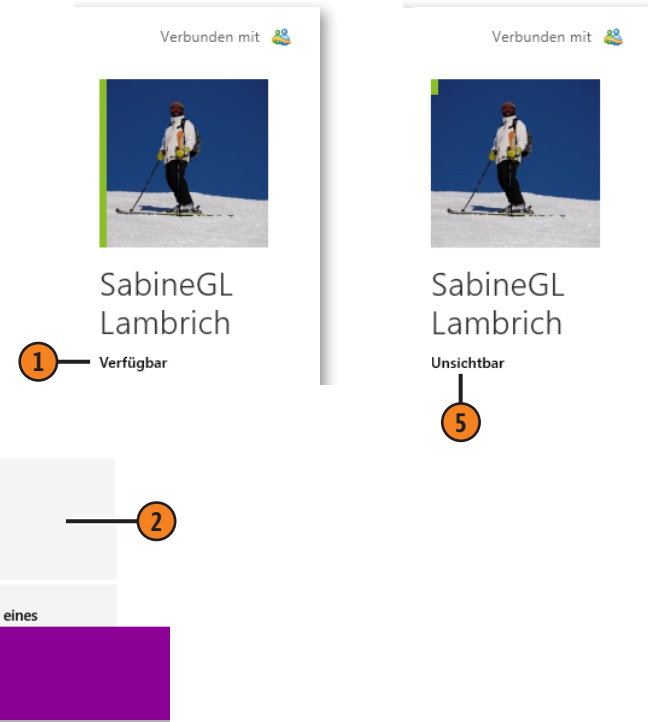 Verbunden mit
SabineGL
Lambrich
1
Verfügbar
Verbunden mit
SabineGL
Lambrich
Unsichtbar
5
2
eines